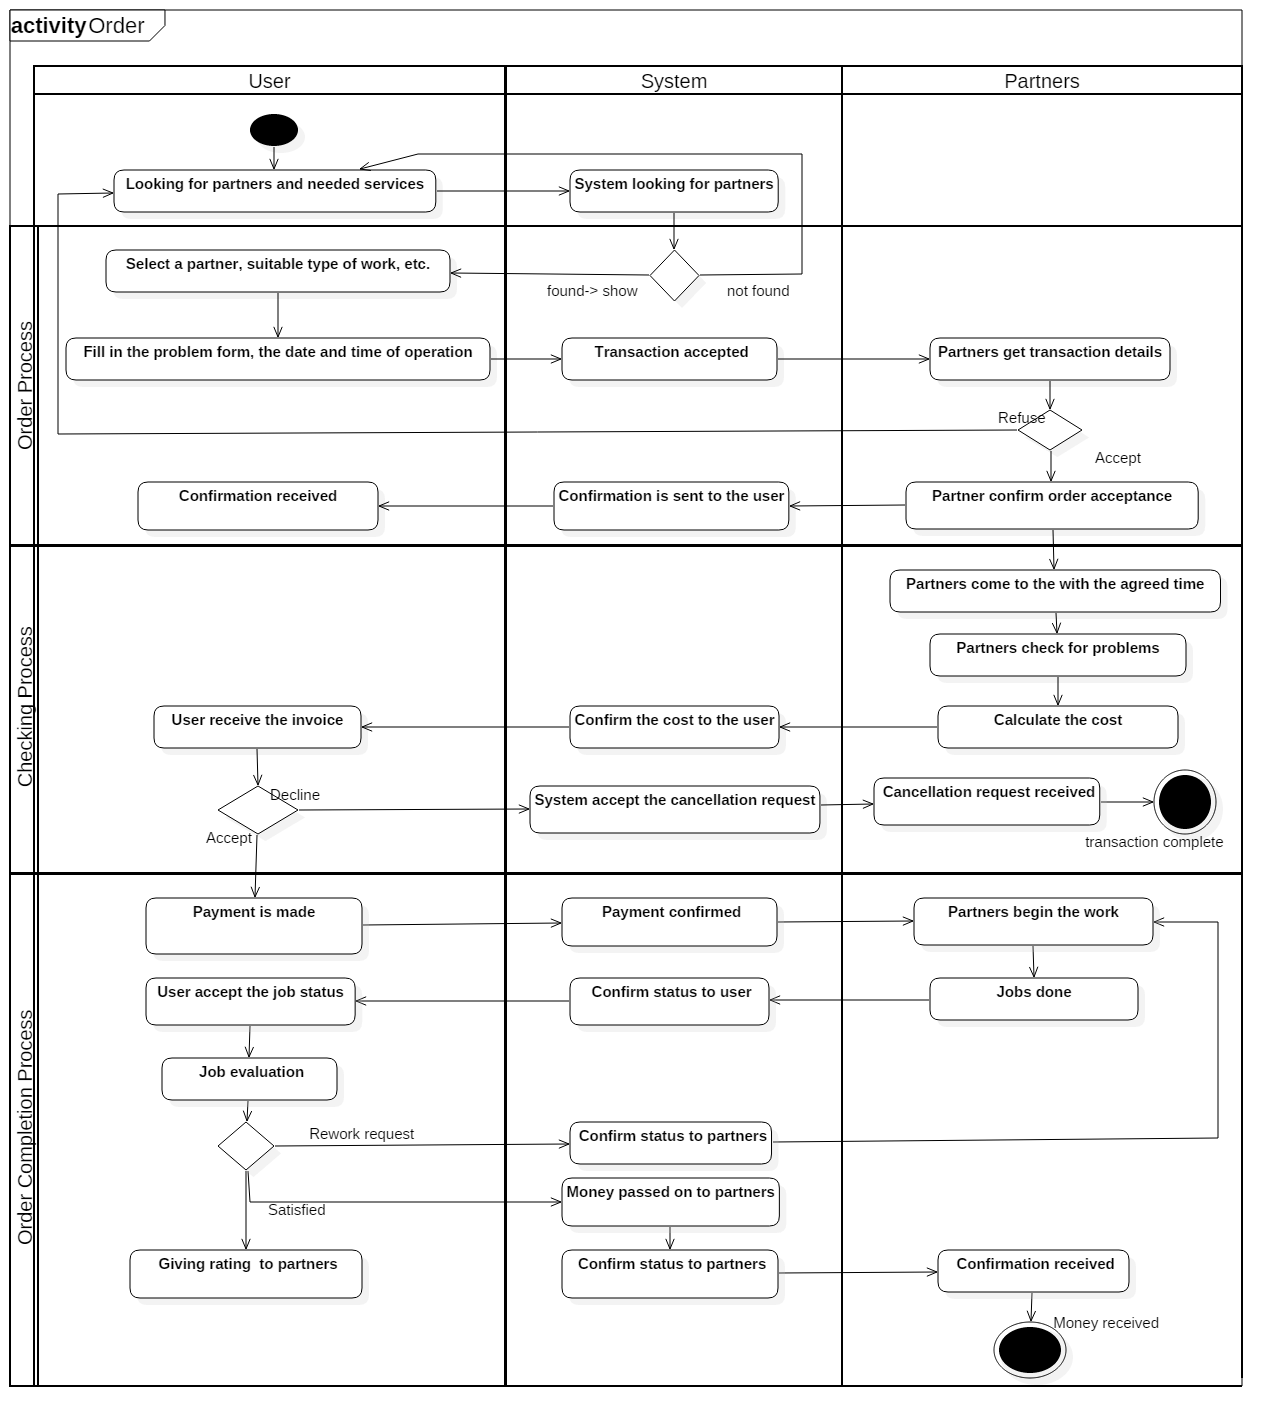 activity Order
User
System
Partners
Looking for partners and needed services
System looking for partners
Order Process
Select a partner, suitable type of work, etc.
found-> show
not found
Fill in the problem form, the date and time of operation
Transaction accepted
Partners get transaction details
Refuse
Accept
Confirmation received
Confirmation is sent to the user
Partner confirm order acceptance
Checking Process
Partners come to the with the agreed time
Partners check for problems
User receive the invoice
Confirm the cost to the user
Calculate the cost
Decline
Accept
System accept the cancellation request
Cancellation request received
transaction complete
Order Completion Process
Payment is made
Payment confirmed
Partners begin the work
User accept the job status
Confirm status to user
Jobs done
Job evaluation
Rework request
Confirm status to partners
Satisfied
Money passed on to partners
Giving rating  to partners
Confirm status to partners
Confirmation received
Money received